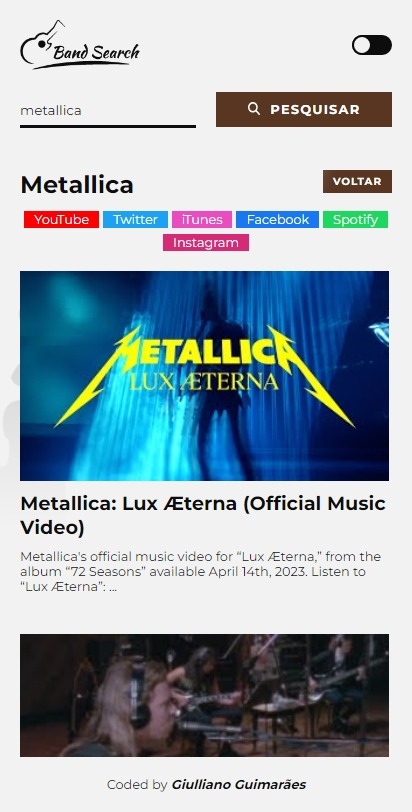 Band Search
metallica
PESQUISAR
Metallica
VOLTAR
YouTube Twitter iTunes Facebook Spotify
Instagram
METALLICA
LUX ÆTERNA
Metallica: Lux Æterna (Official Music
Video)
Metallica's official music video for “Lux Æterna,” from the
album “72 Seasons” available April 14th, 2023. Listen to
“Lux Æterna”: ...
Coded by Giulliano Guimarães